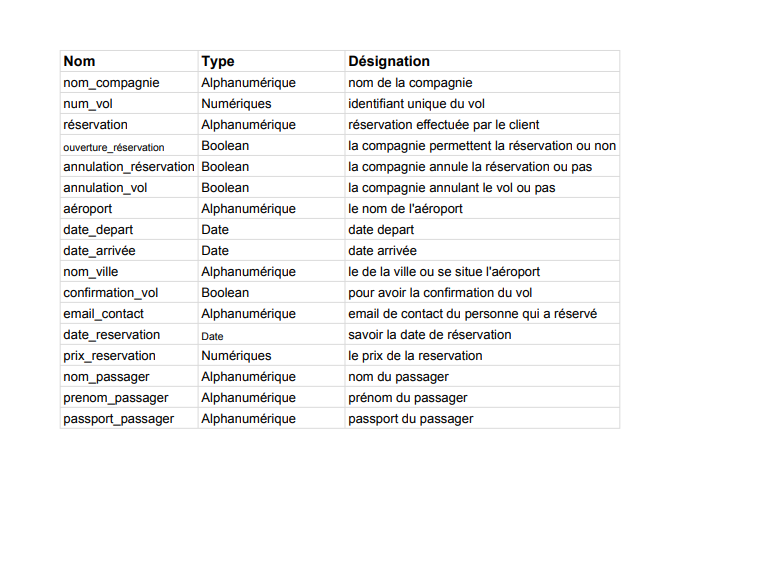 Nom Type Désignation
nom_compagnie Alphanumérique nom de la compagnie
num_vol Numériques identifiant unique du vol
réservation Alphanumérique réservation effectuée par le client
ouverture_réservation Boolean la compagnie permettent la réservation ou non
annulation_réservation Boolean la compagnie annule la réservation ou pas
annulation_vol Boolean la compagnie annulant le vol ou pas
aéroport Alphanumérique le nom de l'aéroport
date_depart Date date depart
date_arrivée Date date arrivée
nom_ville Alphanumérique le de la ville ou se situe l'aéroport
confirmation_vol Boolean pour avoir la confirmation du vol
email_contact Alphanumérique email de contact du personne qui a réservé
date_reservation Date savoir la date de réservation
prix_reservation Numériques le prix de la reservation
nom_passager Alphanumérique nom du passager
prenom_passager Alphanumérique prénom du passager
passport_passager Alphanumérique passport du passager